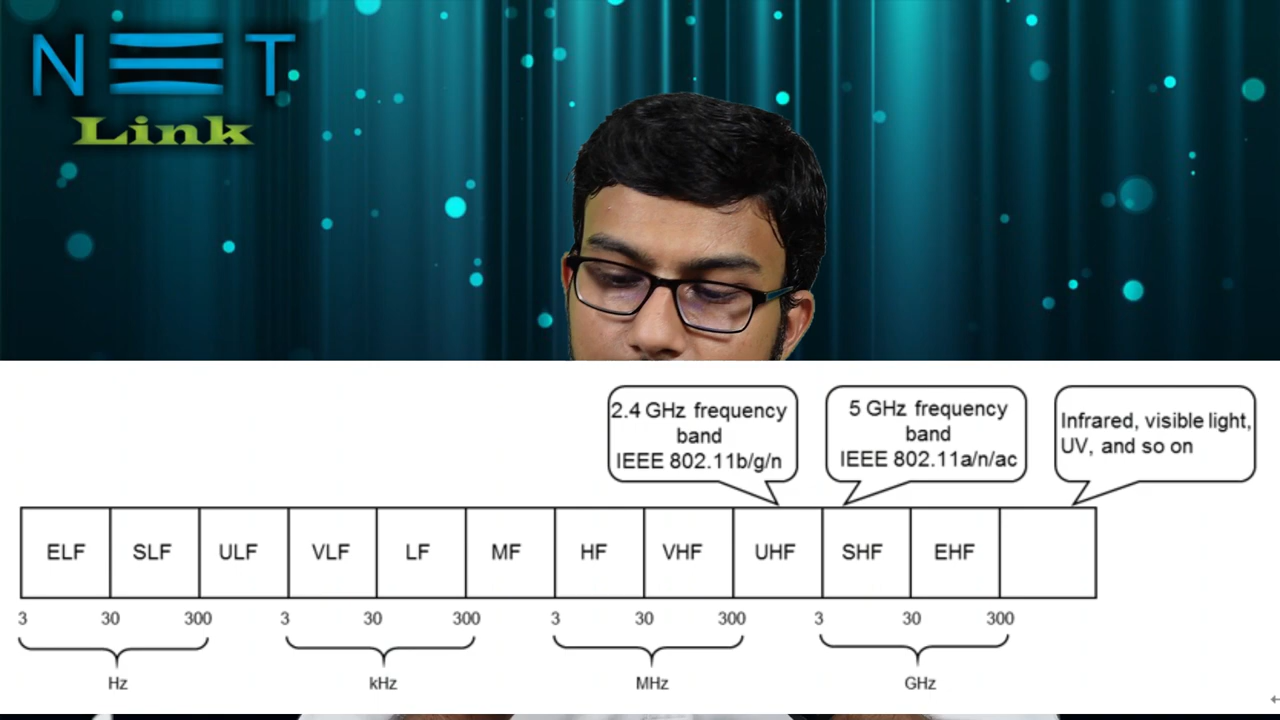 NET
Link
2.4 GHz frequency
band
IEEE 802.11b/g/n
5 GHz frequency
band
IEEE 802.11a/n/ac
Infrared, visible light,
UV, and so on
ELF SLF ULF VLF LF MF HF VHF UHF SHF EHF
3 30 300 3 30 300 3 30 300 3 30 300
Hz kHz MHz GHz